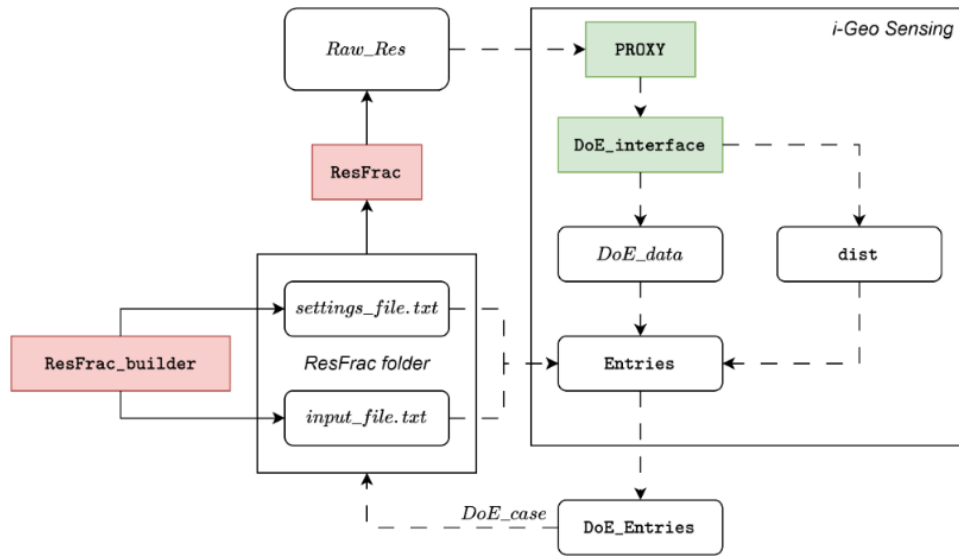 i-Geo Sensing
Raw_Res
PROXY
DoE_interface
ResFrac
DoE_data
dist
settings_file.txt
ResFrac_builder
ResFrac folder
Entries
input_file.txt
DoE_case
DoE_Entries